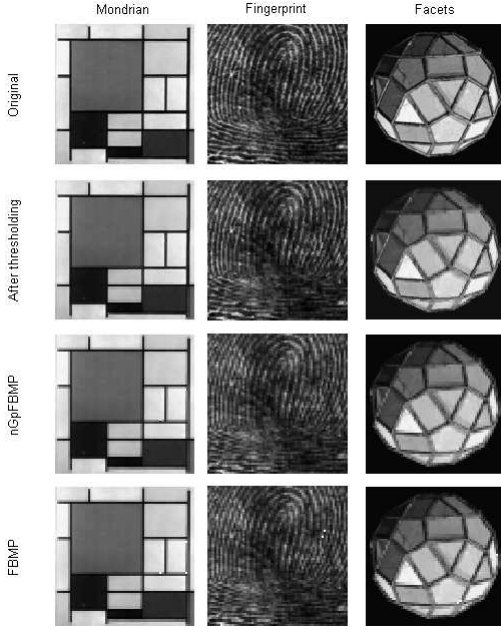 Mondrian Fingerprint Facets
Original
After thresholding
nGpFBMP
FBMP